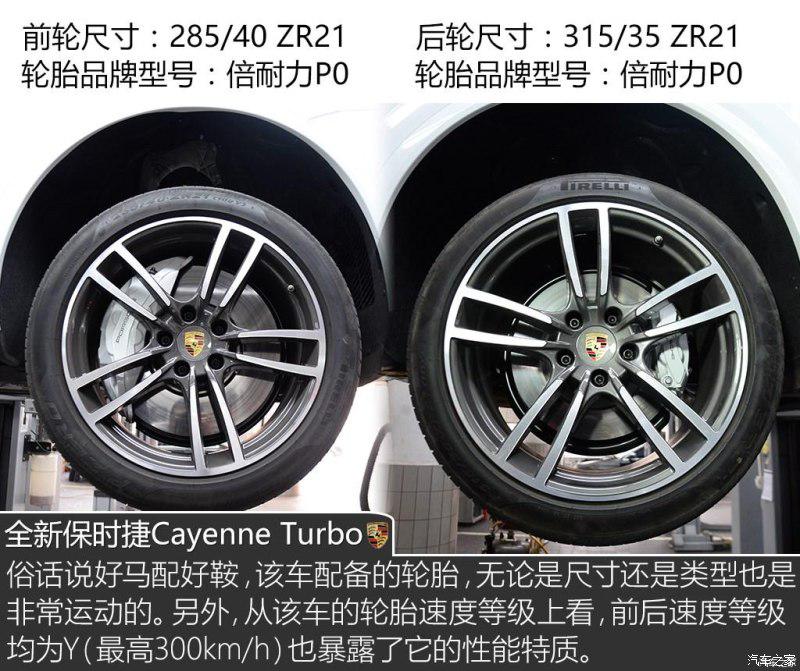 前轮尺寸：285/40 ZR21
轮胎品牌型号：倍耐力P0
后轮尺寸：315/35 ZR21
轮胎品牌型号：倍耐力P0
285/40 ZR21
PIRELLI
全新保时捷Cayenne Turbo
俗话说好马配好鞍，该车配备的轮胎，无论是尺寸还是类型也是
非常运动的。另外，从该车的轮胎速度等级上看，前后速度等级
均为Y（最高300km/h）也暴露了它的性能特质。
汽车之家